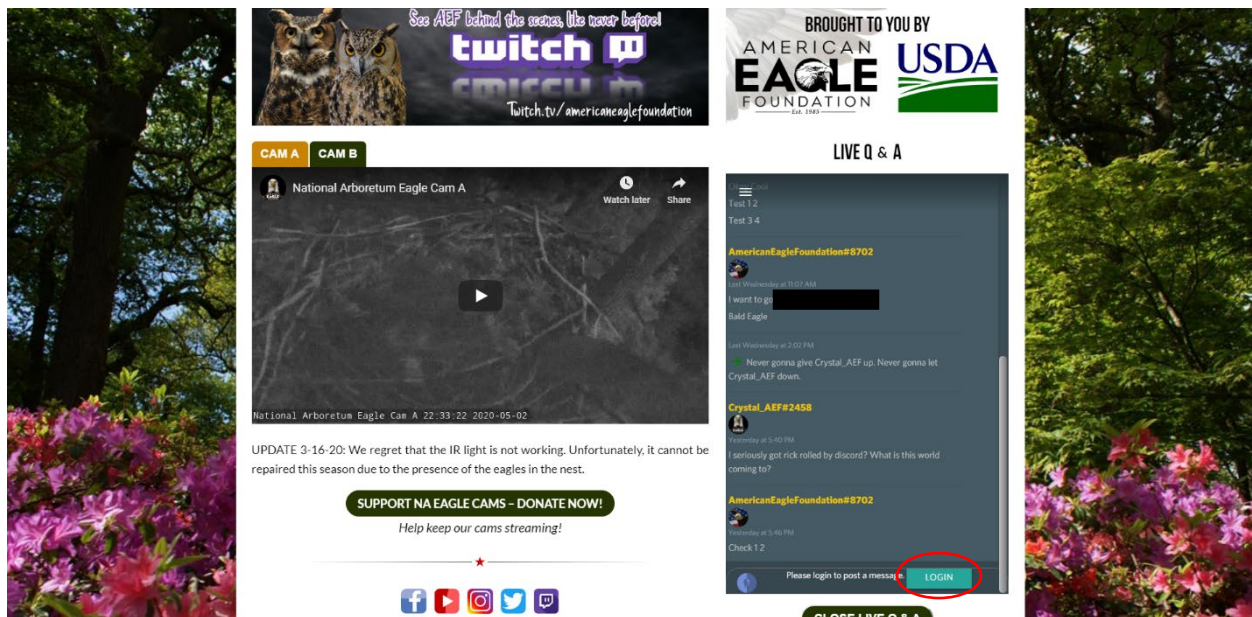 See AEF behind the scenes, like never before!
twitch
Twitch.tv/americaneaglefoundation
BROUGHT TO YOU BY
AMERICAN
EAGLE
FOUNDATION
Est. 1985
USDA
CAM A
CAM B
National Arboretum Eagle Cam A
Watch later
Share
National Arboretum Eagle Cam A 22:33:22 2020-05-02
UPDATE 3-16-20: We regret that the IR light is not working. Unfortunately, it cannot be
repaired this season due to the presence of the eagles in the nest.
SUPPORT NA EAGLE CAMS – DONATE NOW!
Help keep our cams streaming!
LIVE Q & A
Cool
Test 1 2
Test 3 4
AmericanEagleFoundation#8702
Last Wednesday at 11:07 AM
I want to go
Bald Eagle
Last Wednesday at 2:02 PM
Never gonna give Crystal_AEF up. Never gonna let
Crystal_AEF down.
Crystal_AEF#2458
Yesterday at 5:40 PM
I seriously got rick rolled by discord? What is this world
coming to?
AmericanEagleFoundation#8702
Yesterday at 5:46 PM
Check 1 2
Please login to post a message.
LOGIN
CLOSE LIVE Q & A